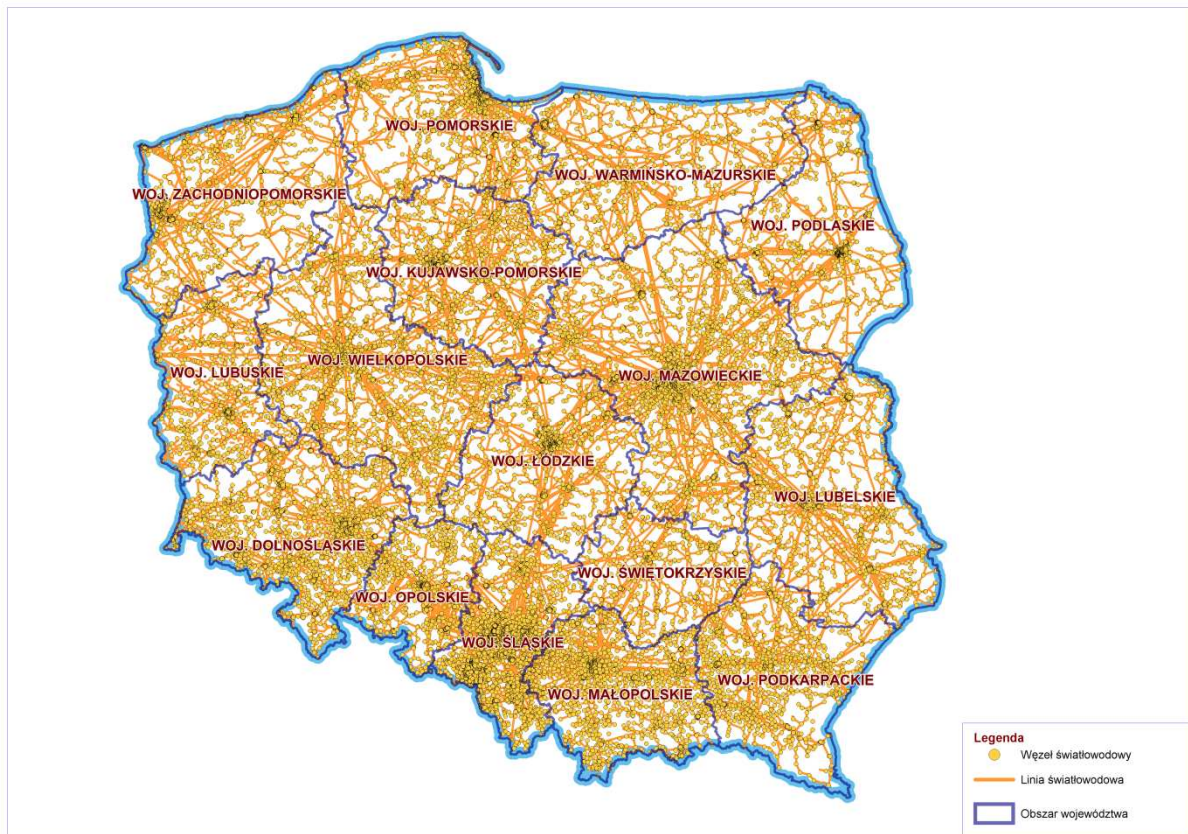 WOJ. POMORSKIE
WOJ. WARMIŃSKO-MAZURSKIE
WOJ. ZACHODNIOPOMORSKIE
WOJ. PODLASKIE
WOJ. KUJAWSKO-POMORSKIE
WOJ. WIELKOPOLSKIE
WOJ. LUBUSKIE
WOJ. MAZOWIECKIE
WOJ. ŁÓDZKIE
WOJ. LUBELSKIE
WOJ. DOLNOŚLĄSKIE
WOJ. ŚWIĘTOKRZYSKIE
WOJ. OPOLSKIE
WOJ. ŚLĄSKIE
WOJ. PODKARPACKIE
WOJ. MAŁOPOLSKIE
Legenda
Węzeł światłowodowy
Linia światłowodowa
Obszar województwa